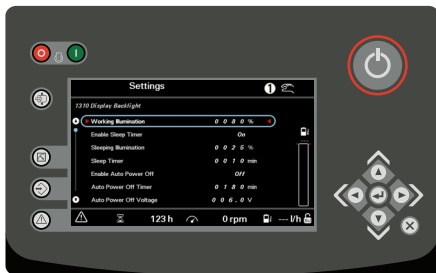 Settings
1
1310 Display Backlight
Working Illumination 0 0 8 0 %
Enable Sleep Timer On
Sleeping Illumination 0 0 2 5 %
Sleep Timer 0 0 1 0 min
Enable Auto Power Off Off
Auto Power Off Timer 0 1 8 0 min
Auto Power Off Voltage 0 0 6 . 0 V
123 h 0 rpm --- l/h